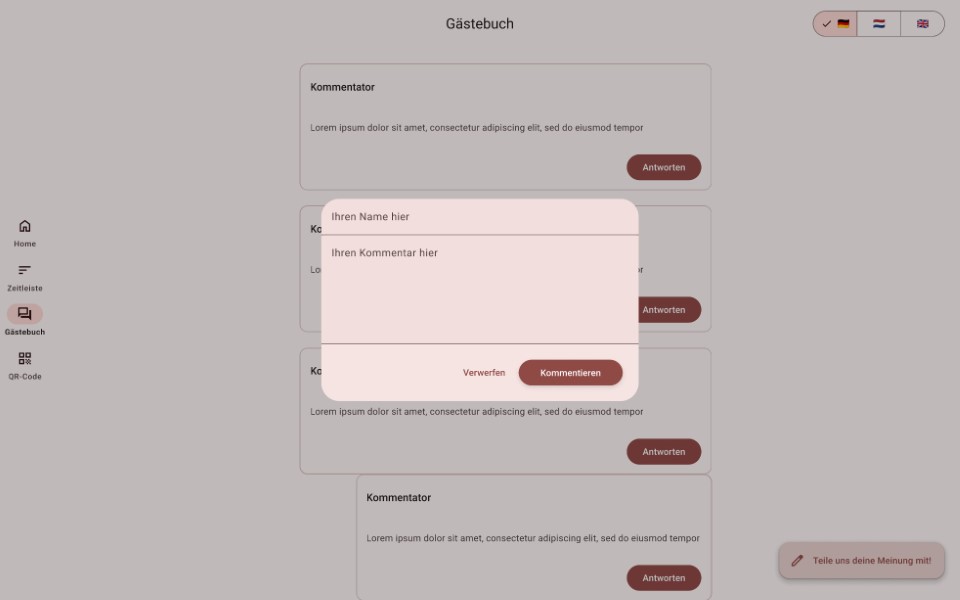 Gästebuch
Kommentator
Lorem ipsum dolor sit amet, consectetur adipiscing elit, sed do eiusmod tempor
Antworten
Home
Zeitleiste
Gästebuch
QR-Code
Ko
Lo
or
Antworten
Ihren Name hier
Ihren Kommentar hier
Verwerfen
Kommentieren
Ko
Lorem ipsum dolor sit amet, consectetur adipiscing elit, sed do eiusmod tempor
Antworten
Kommentator
Lorem ipsum dolor sit amet, consectetur adipiscing elit, sed do eiusmod tempor
Antworten
Teile uns deine Meinung mit!